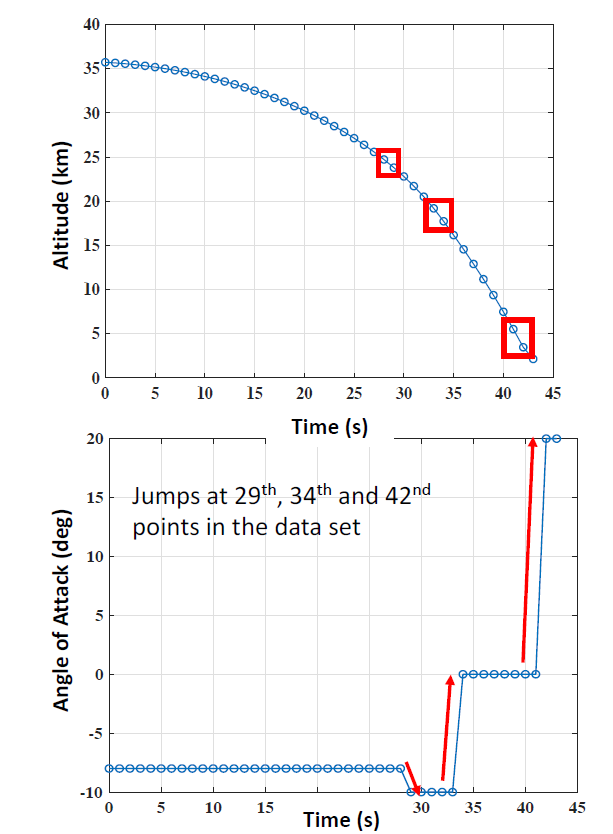 40
35
30
25
20
15
10
5
0
Altitude (km)
0 5 10 15 20 25 30 35 40 45
Time (s)
20
15
10
5
0
-5
-10
Angle of Attack (deg)
Jumps at 29th, 34th and 42nd
points in the data set
0 5 10 15 30 35 40 45
Time (s)